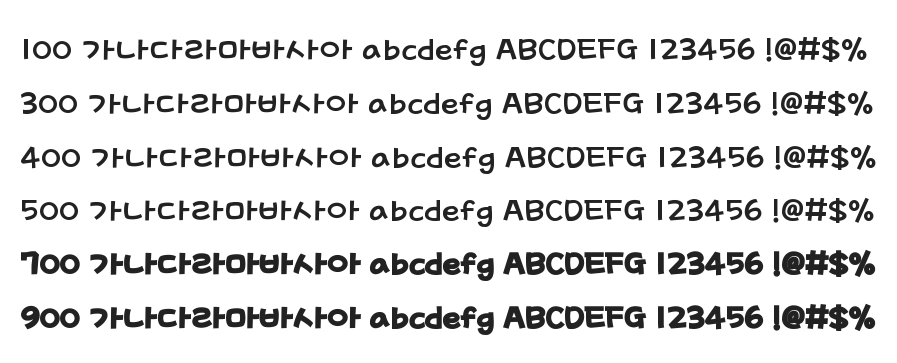 100 가나다라마바사아 abcdefg ABCDEFG 123456 !@#$%
300 가나다라마바사아 abcdefg ABCDEFG 123456 !@#$%
400 가나다라마바사아 abcdefg ABCDEFG 123456 !@#$%
500 가나다라마바사아 abcdefg ABCDEFG 123456 !@#$%
700 가나다라마바사아 abcdefg ABCDEFG 123456 !@#$%
900 가나다라마바사아 abcdefg ABCDEFG 123456 !@#$%